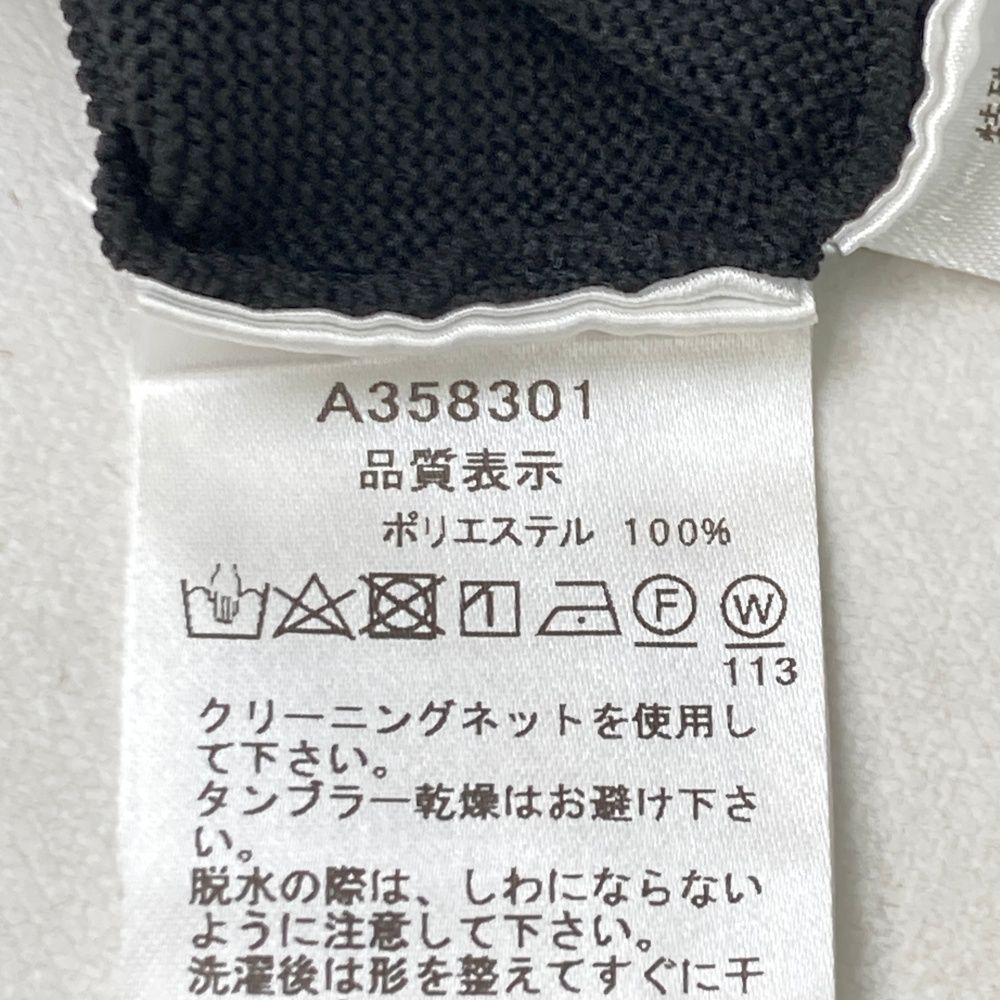 A358301
品質表示
ポリエステル 100%
F W
113
クリーニングネットを使用し
て下さい。
タンブラー乾燥はお避け下さ
い。
脱水の際は、しわにならない
ように注意して下さい。
洗濯後は形を整えてすぐに干